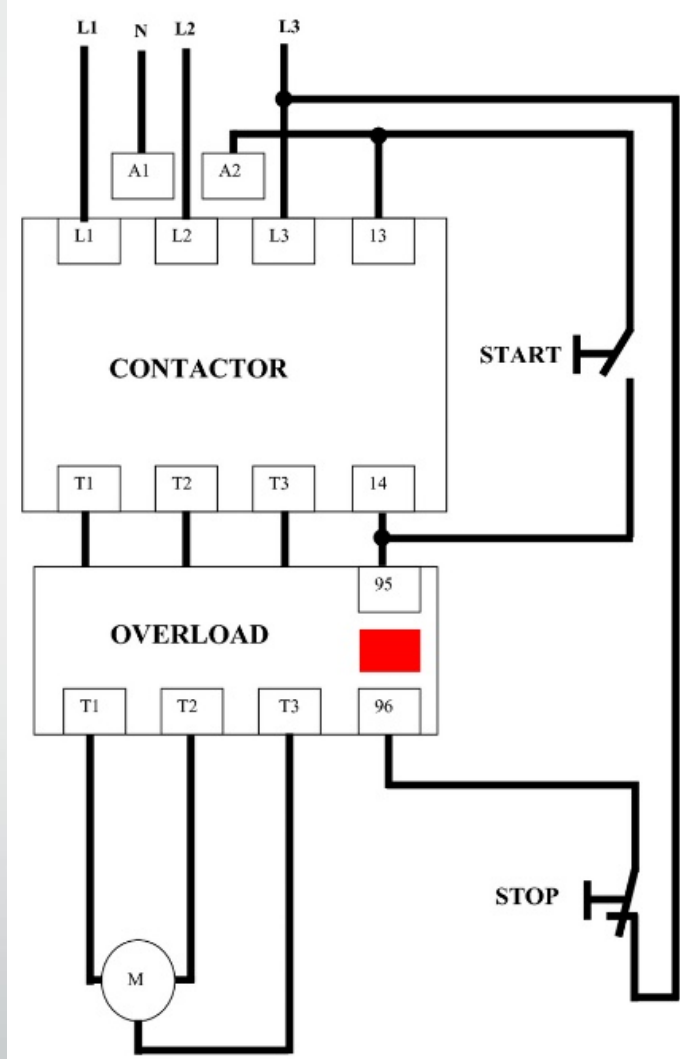 L1 N L2 L3
A1 A2
L1 L2 L3 13
CONTACTOR
START
T1 T2 T3 14
95
OVERLOAD
T1 T2 T3 96
STOP
M